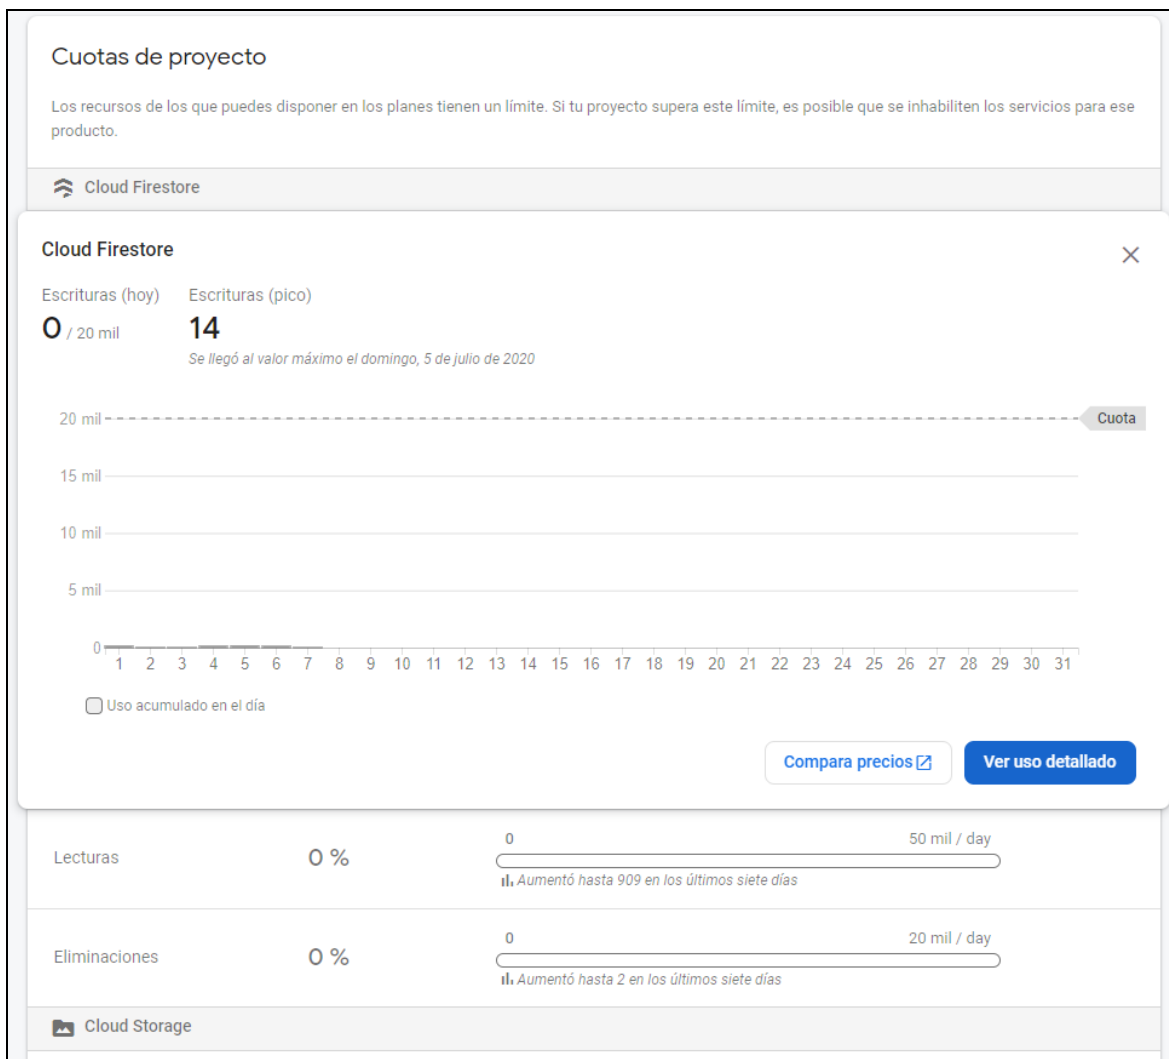 Cuotas de proyecto
Los recursos de los que puedes disponer en los planes tienen un límite. Si tu proyecto supera este límite, es posible que se inhabiliten los servicios para ese
producto.
Cloud Firestore
Cloud Firestore
Escrituras (hoy) Escrituras (pico)
0 / 20 mil 14
Se llegó al valor máximo el domingo, 5 de julio de 2020
20 mil Cuota
15 mil
10 mil
5 mil
0
1 2 3 4 5 6 7 8 9 10 11 12 13 14 15 16 17 18 19 20 21 22 23 24 25 26 27 28 29 30 31
Uso acumulado en el día
Compara precios Ver uso detallado
0 50 mil / day
Lecturas 0 %
Aumentó hasta 909 en los últimos siete días
0 20 mil / day
Eliminaciones 0 %
Aumentó hasta 2 en los últimos siete días
Cloud Storage